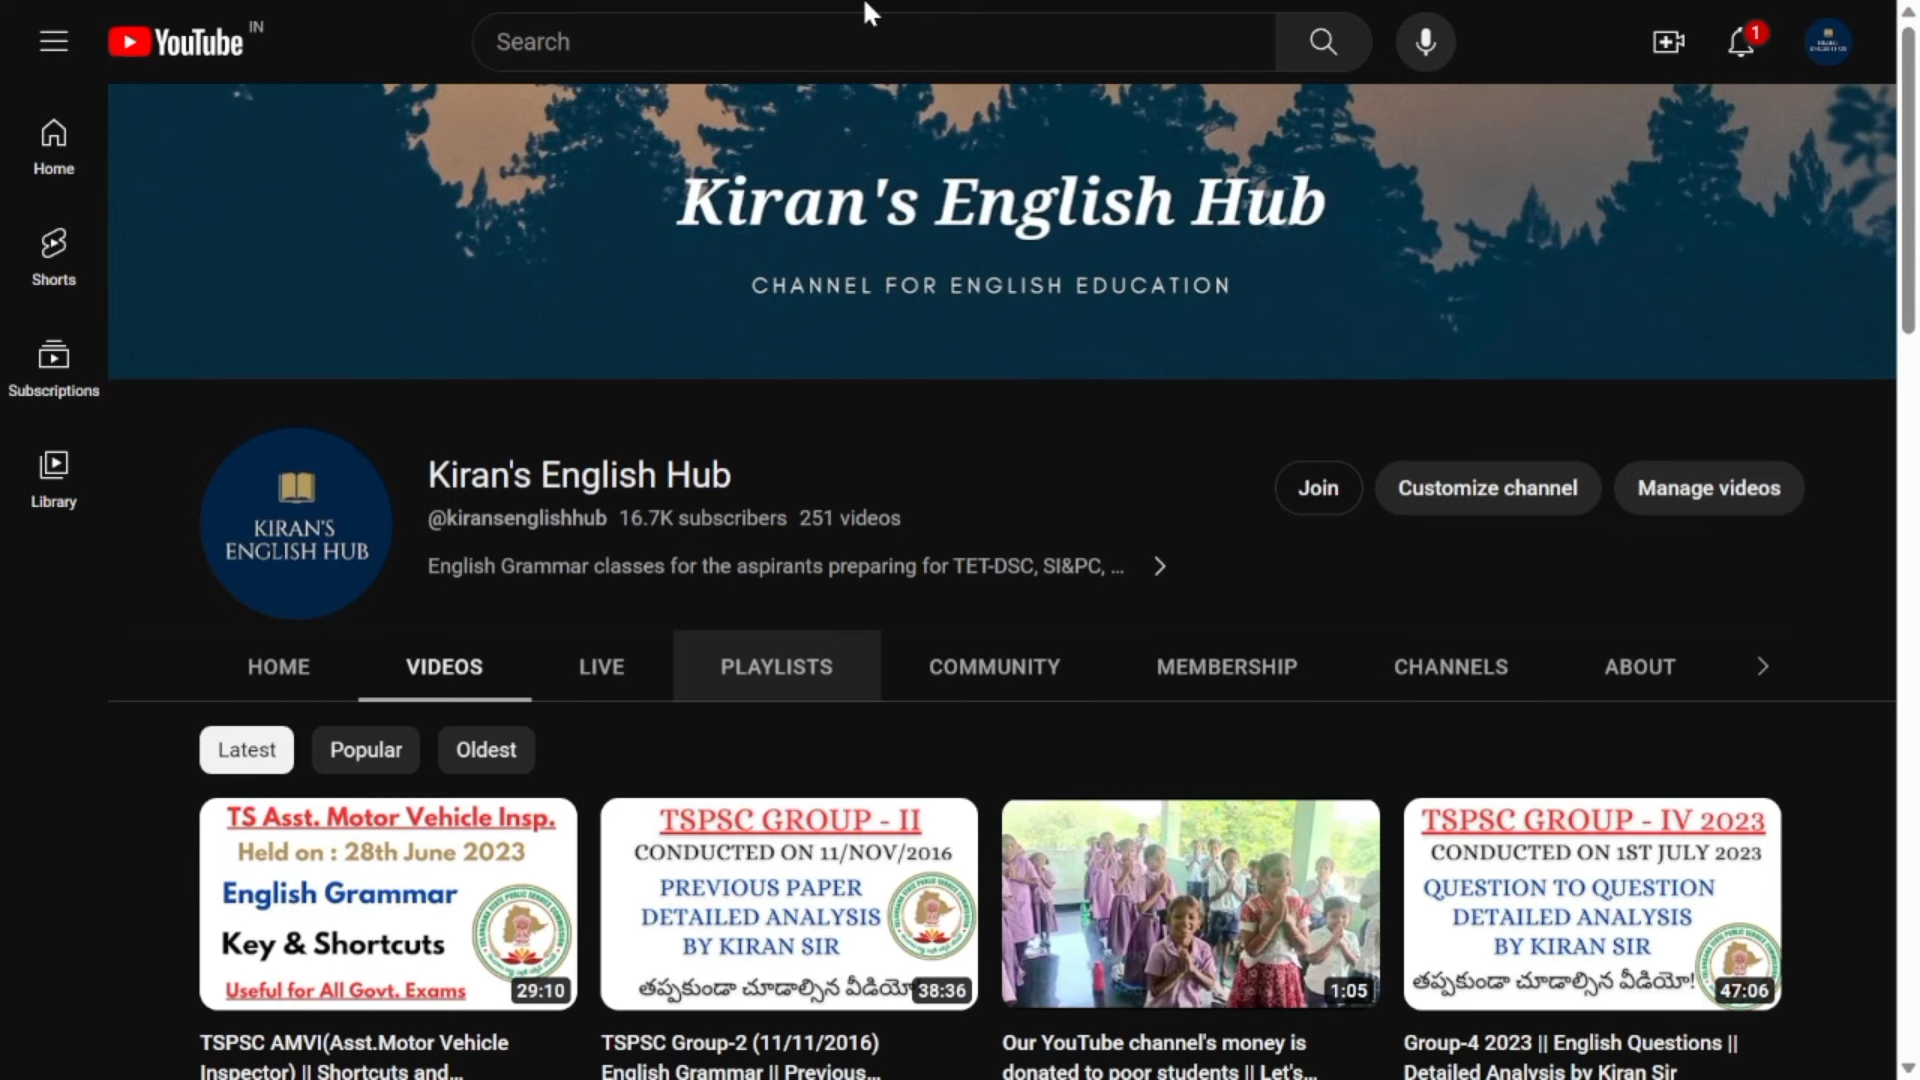 YouTube IN
Search
1
Home
Shorts
Subscriptions
Library
Kiran's English Hub
CHANNEL FOR ENGLISH EDUCATION
KIRAN'S
ENGLISH HUB
Kiran's English Hub
@kiransenglishhub 16.7K subscribers 251 videos
English Grammar classes for the aspirants preparing for TET-DSC, SI&PC, ...
Join
Customize channel
Manage videos
HOME
VIDEOS
LIVE
PLAYLISTS
COMMUNITY
MEMBERSHIP
CHANNELS
ABOUT
Latest
Popular
Oldest
TS Asst. Motor Vehicle Insp.
Held on : 28th June 2023
English Grammar
Key & Shortcuts
Useful for All Govt. Exams
29:10
TSPSC AMVI(Asst.Motor Vehicle
Inspector) || Shortcuts and...
TSPSC GROUP - II
CONDUCTED ON 11/NOV/2016
PREVIOUS PAPER
DETAILED ANALYSIS
BY KIRAN SIR
తప్పకుండా చూడాల్సిన వీడియో
38:36
TSPSC Group-2 (11/11/2016)
English Grammar || Previous...
1:05
Our YouTube channel's money is
donated to poor students || Let's...
TSPSC GROUP - IV 2023
CONDUCTED ON 1ST JULY 2023
QUESTION TO QUESTION
DETAILED ANALYSIS
BY KIRAN SIR
తప్పకుండా చూడాల్సిన వీడియో!
47:06
Group-4 2023 || English Questions ||
Detailed Analysis by Kiran Sir